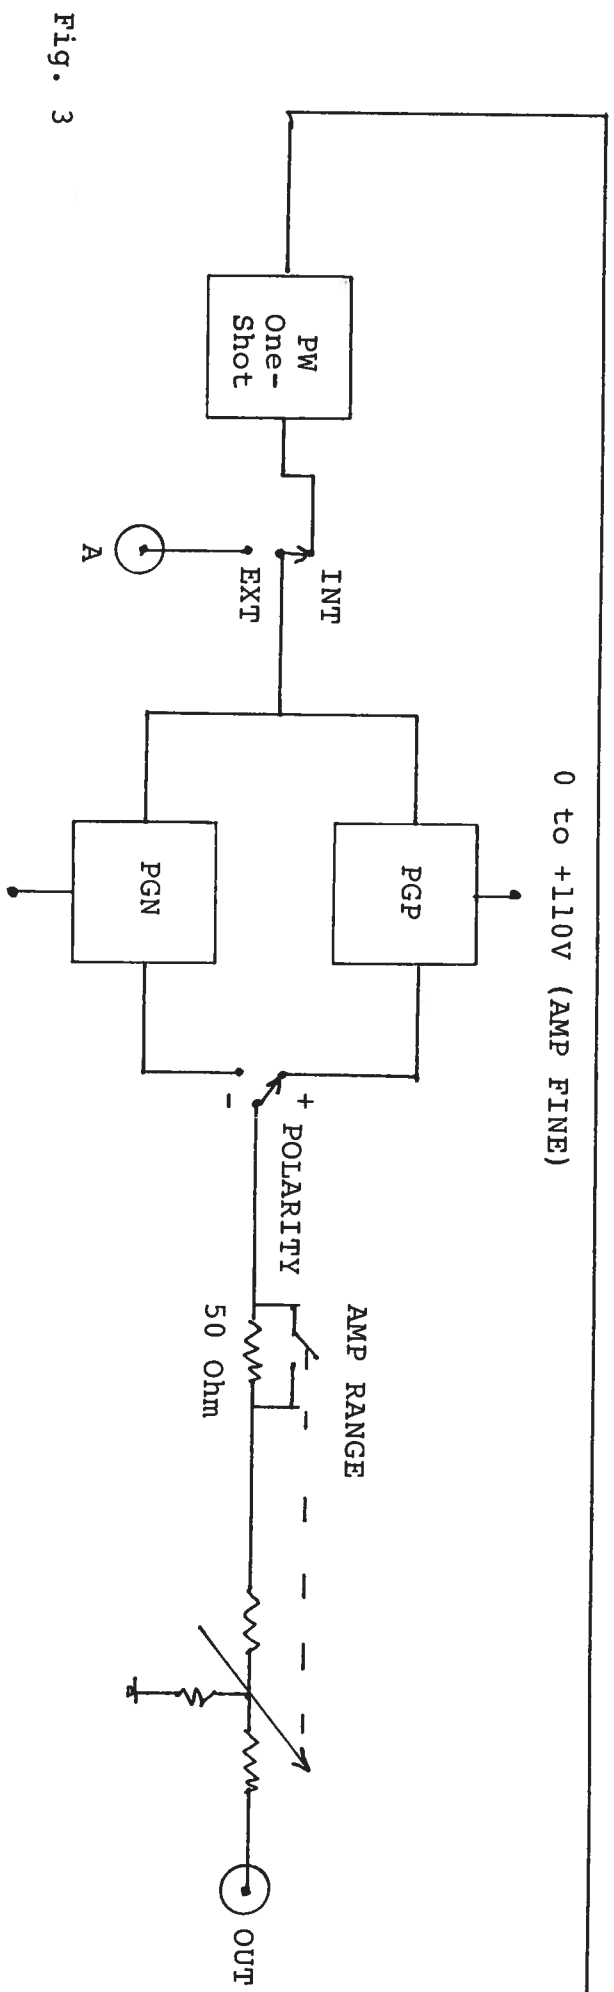 0 to +110V (AMP FINE)
PW
One-
Shot
INT
EXT
A
PGP
PGN
+
-
POLARITY
AMP RANGE
50 Ohm
OUT
Fig. 3